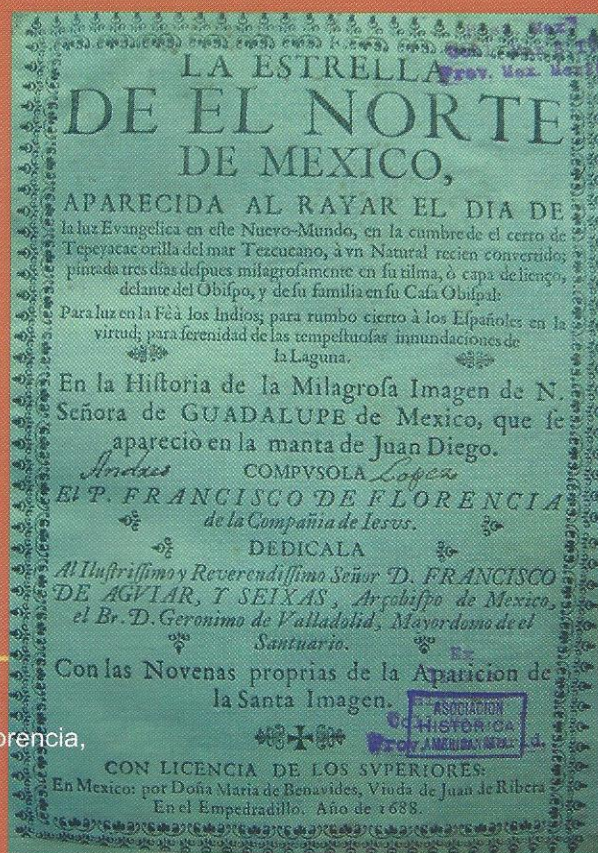 LA ESTRELLA
DE EL NORTE
DE MEXICO,
APARECIDA AL RAYAR EL DIA DE
la luz Evangelica en eſte Nuevo-Mundo, en la cumbre de el cerro de
Tepeyacac orilla del mar Tezcucano, à vn Natural recien convertido;
pintada tres dias deſpues milagroſamente en ſu tilma, ò capa de lienço,
delante del Obiſpo, y de ſu familia en ſu Caſa Obiſpal:
Para luz en la Fè à los Indios; para rumbo cierto à los Eſpañoles en la
virtud; para ſerenidad de las tempeſtuoſas innundaciones de
la Laguna.
En la Hiſtoria de la Milagroſa Imagen de N.
Señora de GUADALUPE de Mexico, que ſe
apareciò en la manta de Juan Diego.
Andres COMPVSOLA Lopez
El P. FRANCISCO DE FLORENCIA
de la Compañia de Iesvs.
DEDICALA
Al Iluſtriſſimo y Reverendiſſimo Señor D. FRANCISCO
DE AGVIAR, Y SEIXAS, Arçobiſpo de Mexico,
el Br. D. Geronimo de Valladolid, Mayordomo de el
Santuario.
Con las Novenas proprias de la Aparicion de
la Santa Imagen.
Ex
ASOCIACION
HISTORICA
AMERICANISTA
Prov.
orencia,
CON LICENCIA DE LOS SVPERIORES:
En Mexico: por Doña Maria de Benavides, Viuda de Juan de Ribera
En el Empedradillo. Año de 1688.